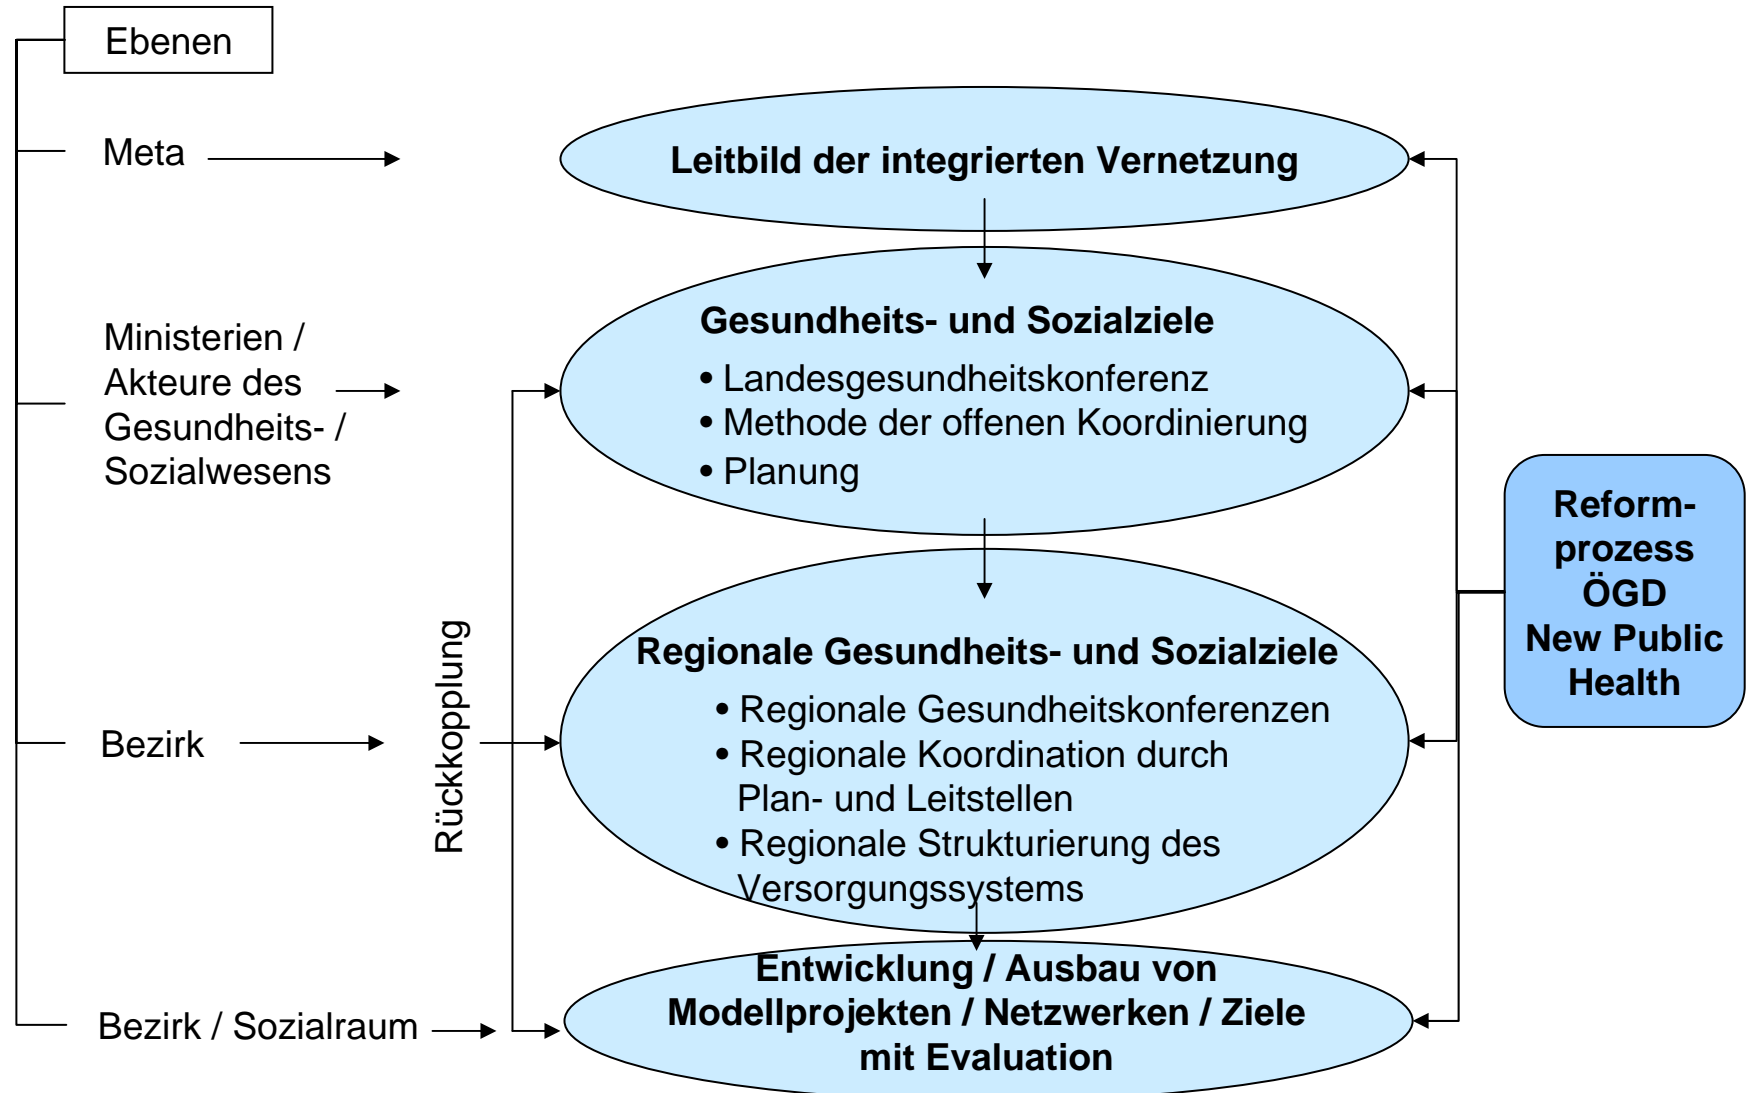 Ebenen
Meta
Leitbild der integrierten Vernetzung
Ministerien /
Akteure des
Gesundheits- /
Sozialwesens
Gesundheits- und Sozialziele
• Landesgesundheitskonferenz
• Methode der offenen Koordinierung
• Planung
Bezirk
Rückkopplung
Regionale Gesundheits- und Sozialziele
• Regionale Gesundheitskonferenzen
• Regionale Koordination durch
Plan- und Leitstellen
• Regionale Strukturierung des
Versorgungssystems
Bezirk / Sozialraum
Entwicklung / Ausbau von
Modellprojekten / Netzwerken / Ziele
mit Evaluation
Reform-
prozess
ÖGD
New Public
Health